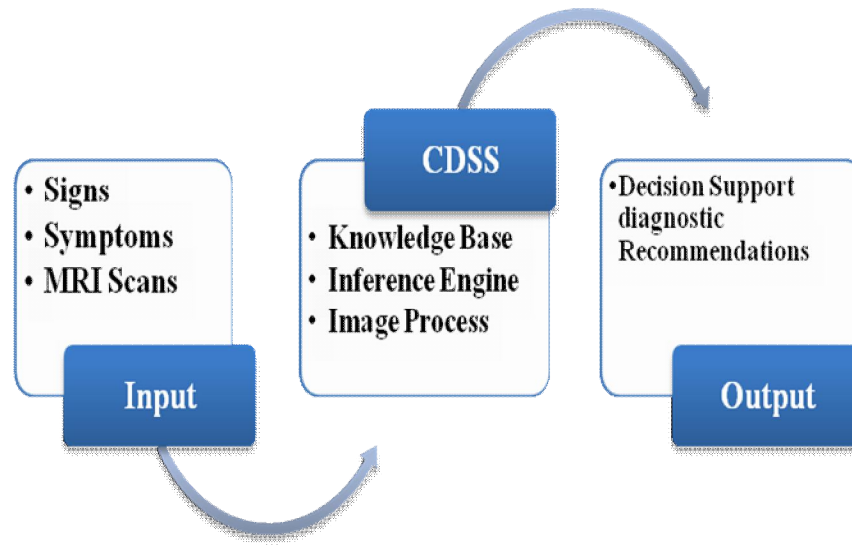 • Signs
• Symptoms
• MRI Scans
Input
CDSS
• Knowledge Base
• Inference Engine
• Image Process
•Decision Support
diagnostic
Recommendations
Output